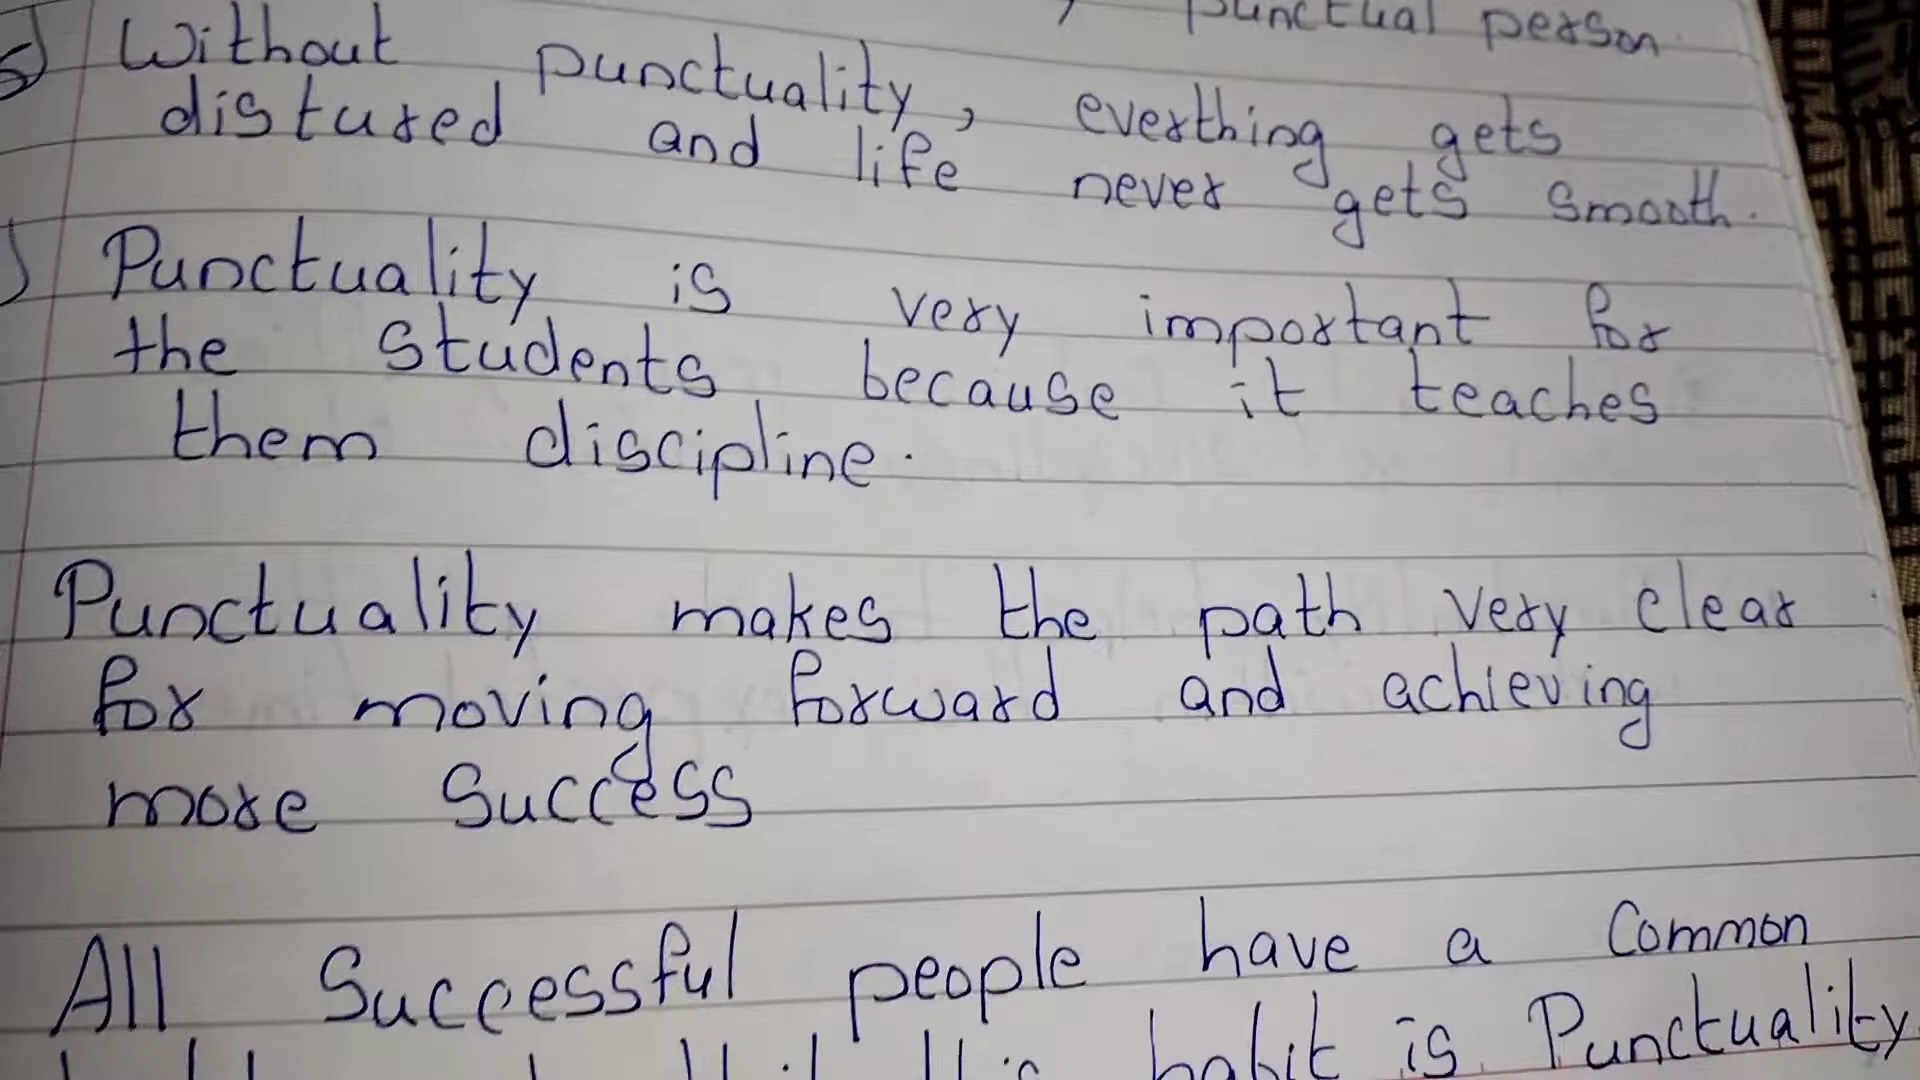 punctual person
Without punctuality, everthing gets
distured and life never gets smooth.
Punctuality is very important for
the students because it teaches
them discipline.
Punctuality makes the path very clear
for moving forward and achieving
more Success
All Successful people have a Common
habit is Punctuality